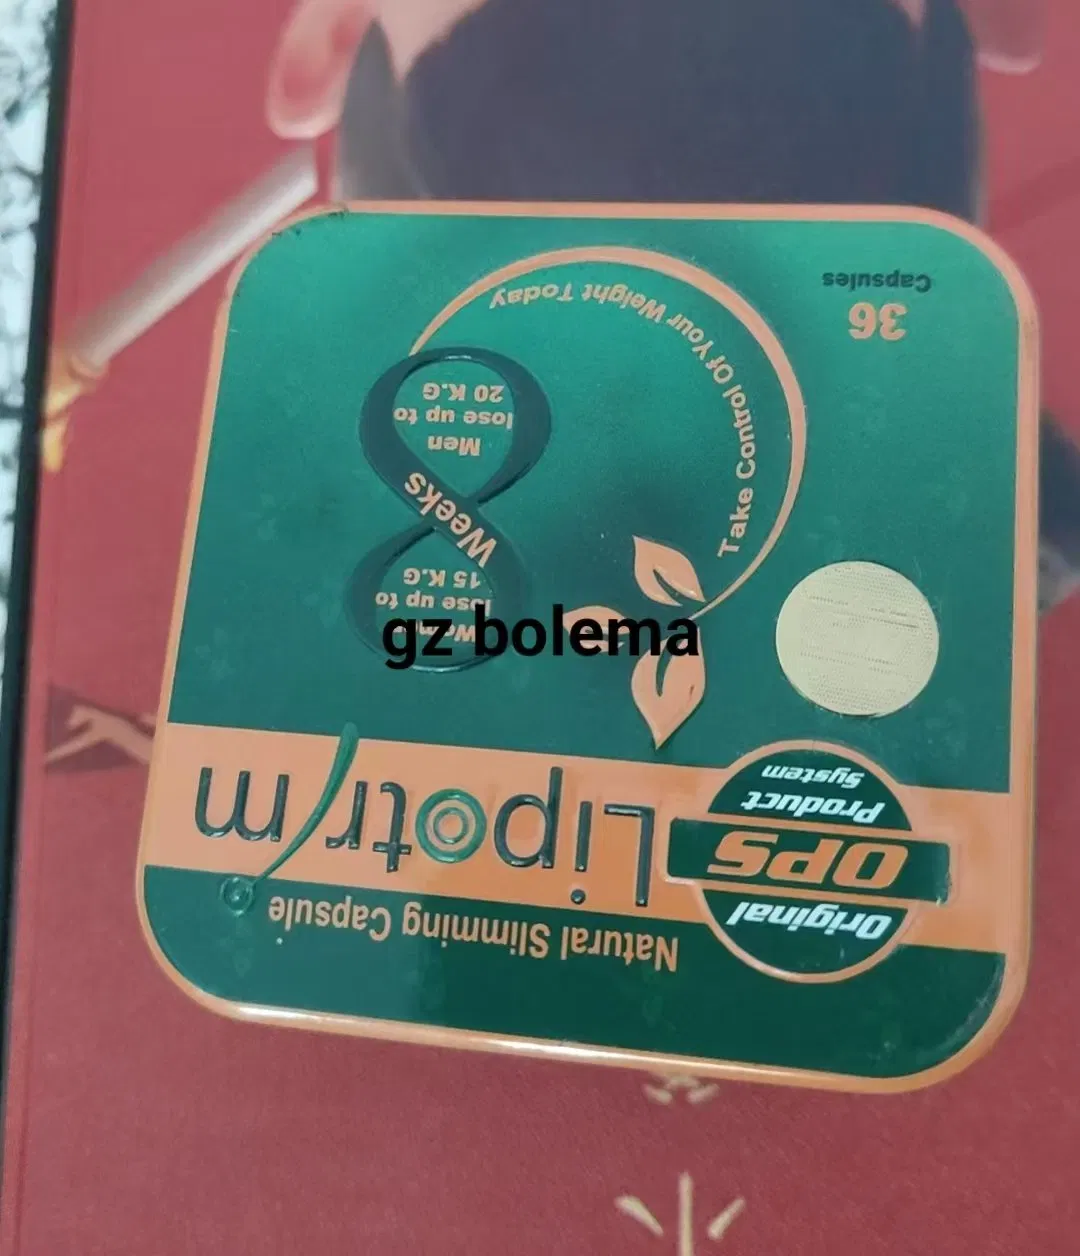 Natural Slimming Capsule
Lipotrim
Original
OPS
Product
System
Women
lose up to
15 K.G
Weeks
Men
lose up to
20 K.G
Take Control Of Your Weight Today
36
Capsules
gz bolema